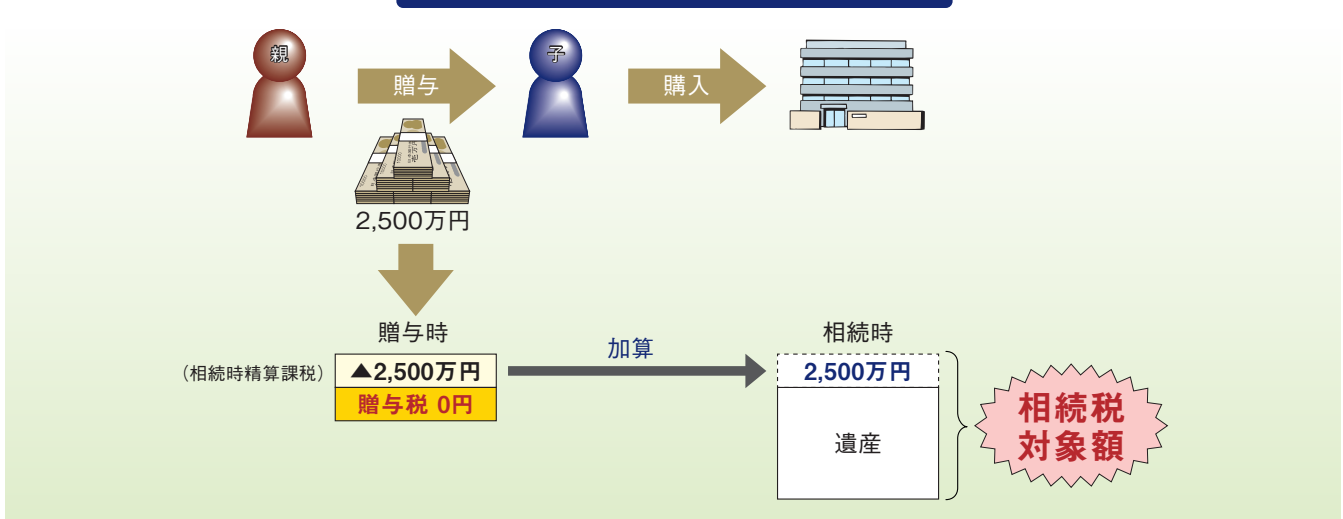 親
贈与
子
購入
2,500万円
贈与時
加算
相続時
(相続時精算課税)
▲2,500万円
2,500万円
贈与税 0円
遺産
相続税
対象額